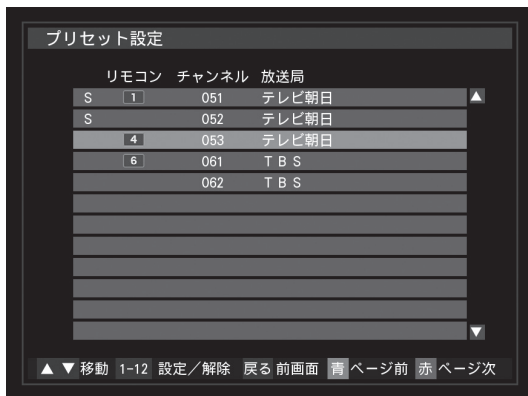 プリセット設定
リモコン チャンネル 放送局
S 1 051 テレビ朝日 ▲
S 052 テレビ朝日
4 053 テレビ朝日
6 061 ＴＢＳ
062 ＴＢＳ
▼
▲ ▼ 移動 1-12 設定／解除 戻る 前画面 青 ページ前 赤 ページ次